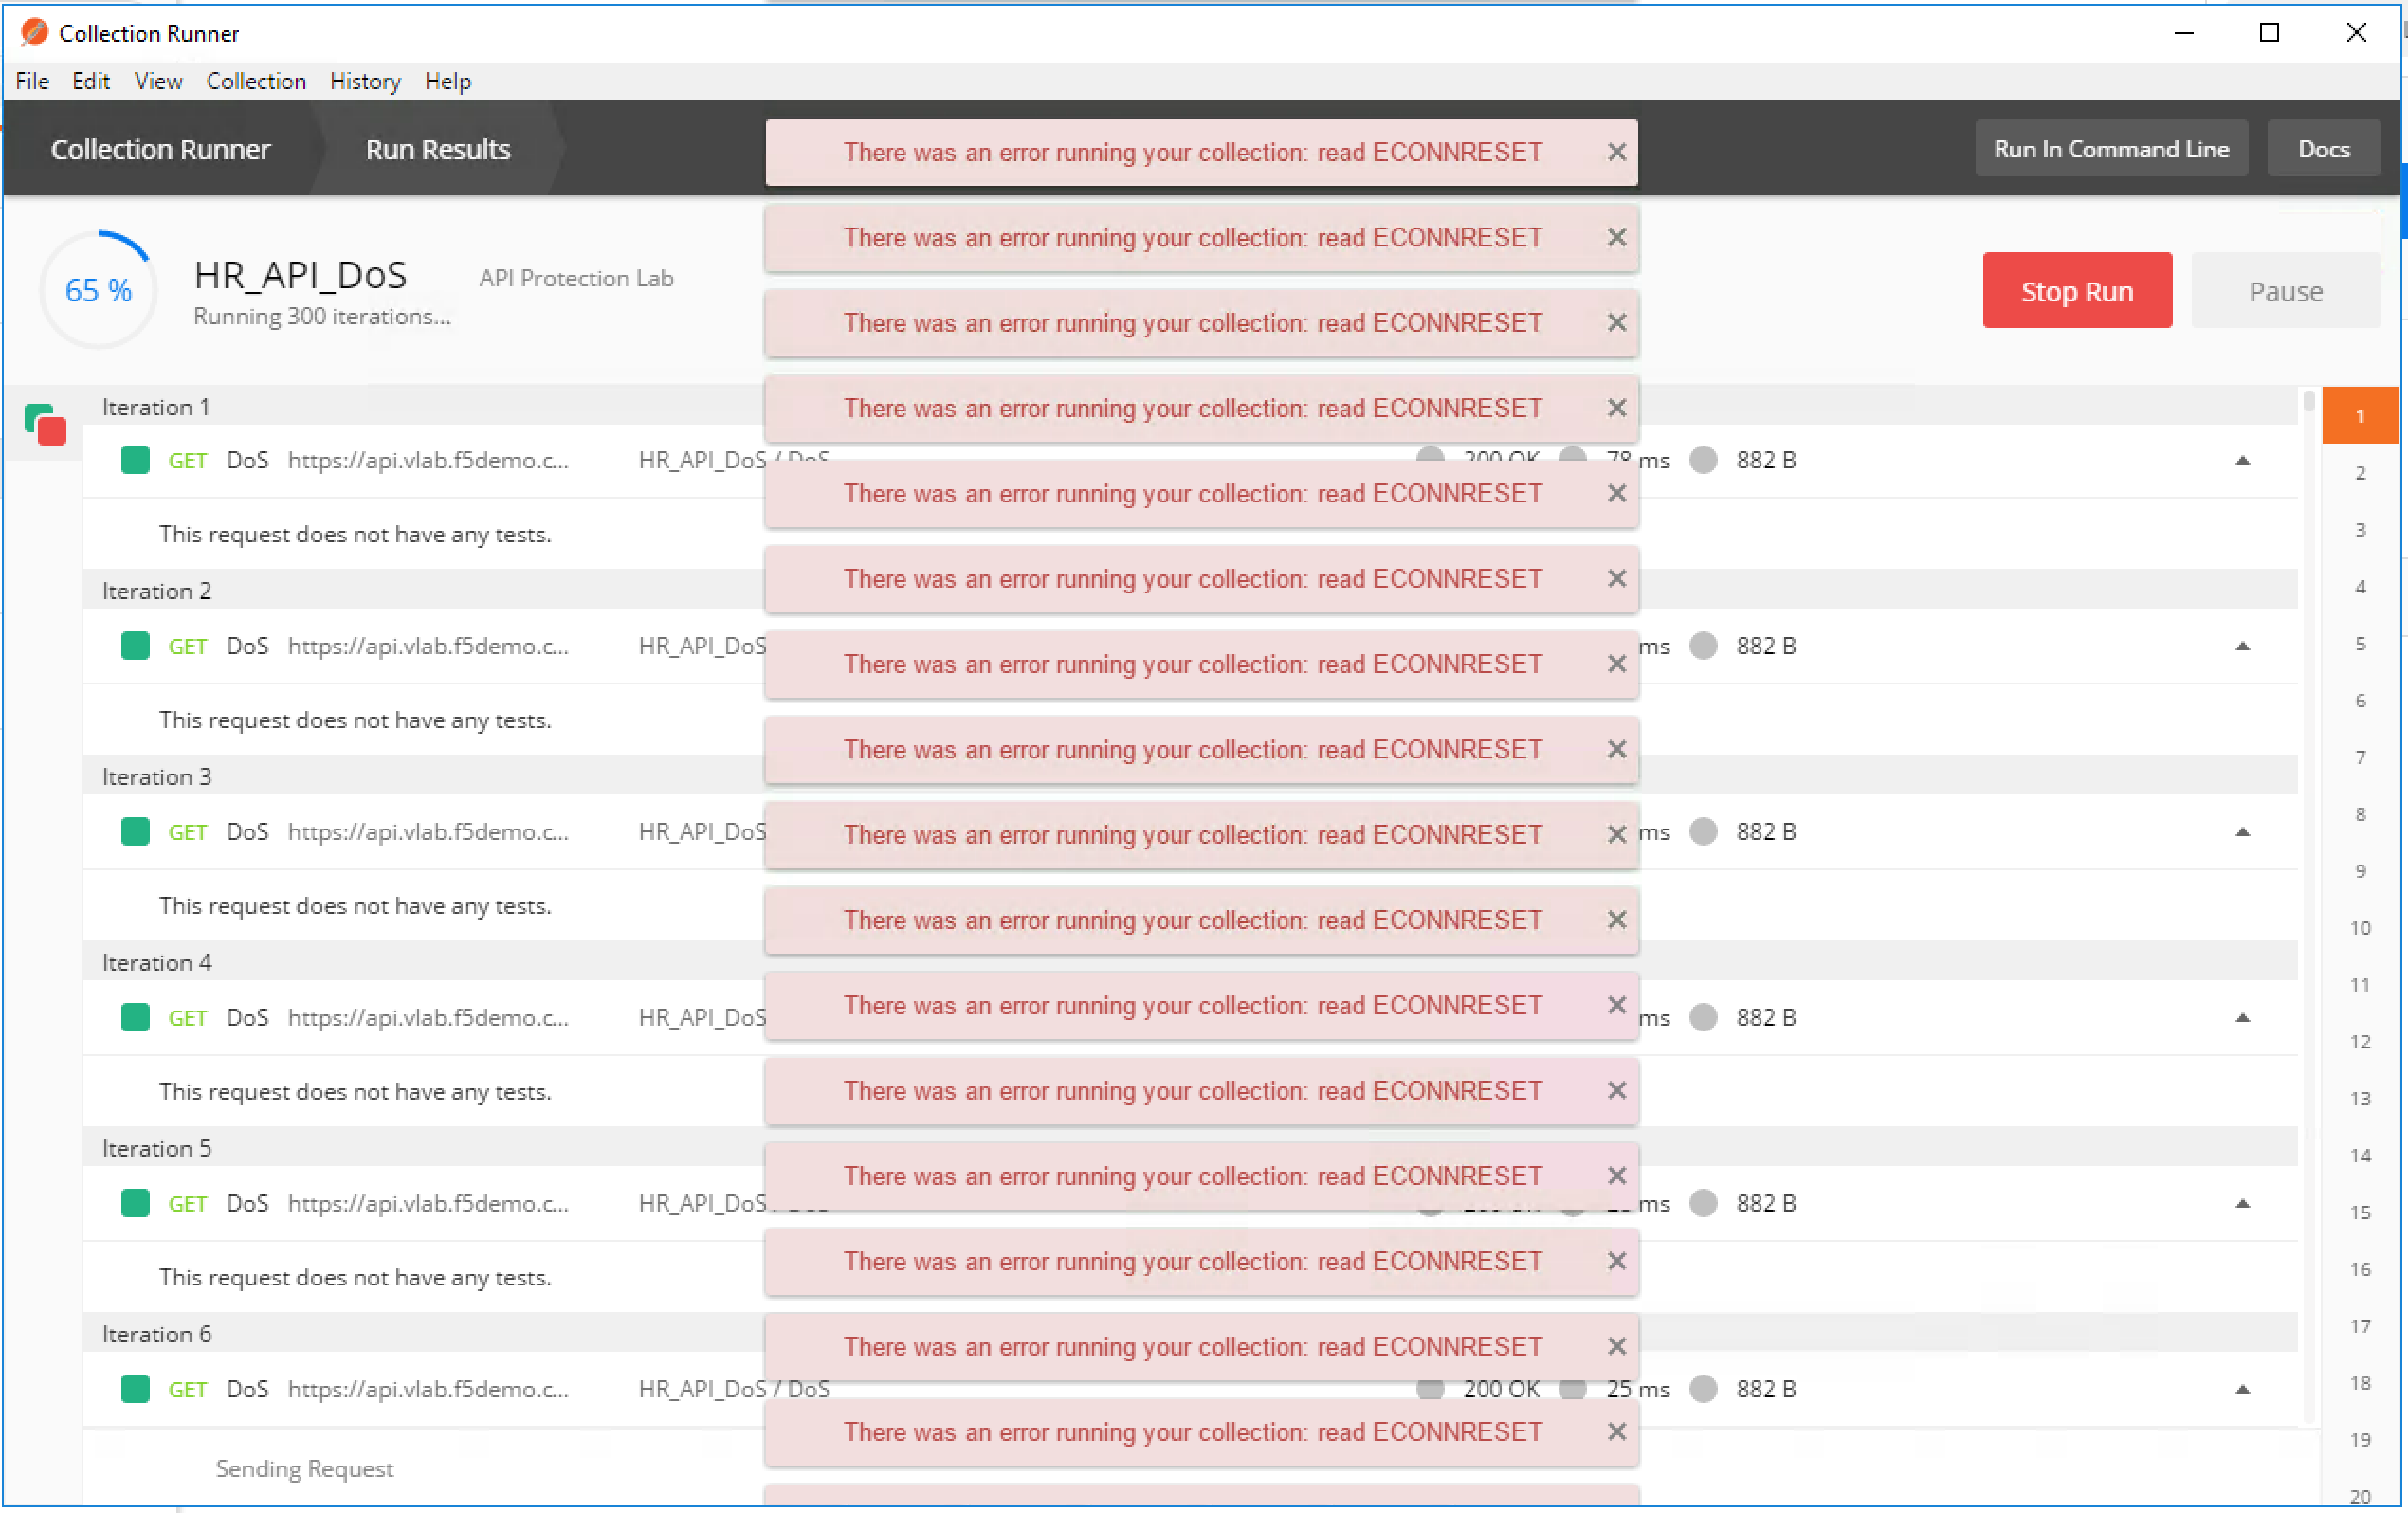 Collection Runner
File Edit View Collection History Help
Collection Runner Run Results Run In Command Line Docs
There was an error running your collection: read ECONNRESET
There was an error running your collection: read ECONNRESET
65 % HR_API_DoS API Protection Lab Stop Run Pause
Running 300 iterations...
There was an error running your collection: read ECONNRESET
Iteration 1
There was an error running your collection: read ECONNRESET
1
GET DoS https://api.vlab.f5demo.c... HR_API_DoS / DoS 200 OK 78 ms 882 B
2
There was an error running your collection: read ECONNRESET
This request does not have any tests.
3
There was an error running your collection: read ECONNRESET
Iteration 2
4
GET DoS https://api.vlab.f5demo.c... HR_API_DoS ms 882 B
5
There was an error running your collection: read ECONNRESET
This request does not have any tests.
6
There was an error running your collection: read ECONNRESET
Iteration 3
7
GET DoS https://api.vlab.f5demo.c... HR_API_DoS ms 882 B
8
There was an error running your collection: read ECONNRESET
This request does not have any tests.
9
There was an error running your collection: read ECONNRESET
10
Iteration 4
11
There was an error running your collection: read ECONNRESET
GET DoS https://api.vlab.f5demo.c... HR_API_DoS ms 882 B
12
This request does not have any tests.
There was an error running your collection: read ECONNRESET
13
Iteration 5
14
There was an error running your collection: read ECONNRESET
GET DoS https://api.vlab.f5demo.c... HR_API_DoS ms 882 B
15
There was an error running your collection: read ECONNRESET
This request does not have any tests.
16
Iteration 6
17
There was an error running your collection: read ECONNRESET
GET DoS https://api.vlab.f5demo.c... HR_API_DoS / DoS 200 OK 25 ms 882 B
18
There was an error running your collection: read ECONNRESET
19
Sending Request
20